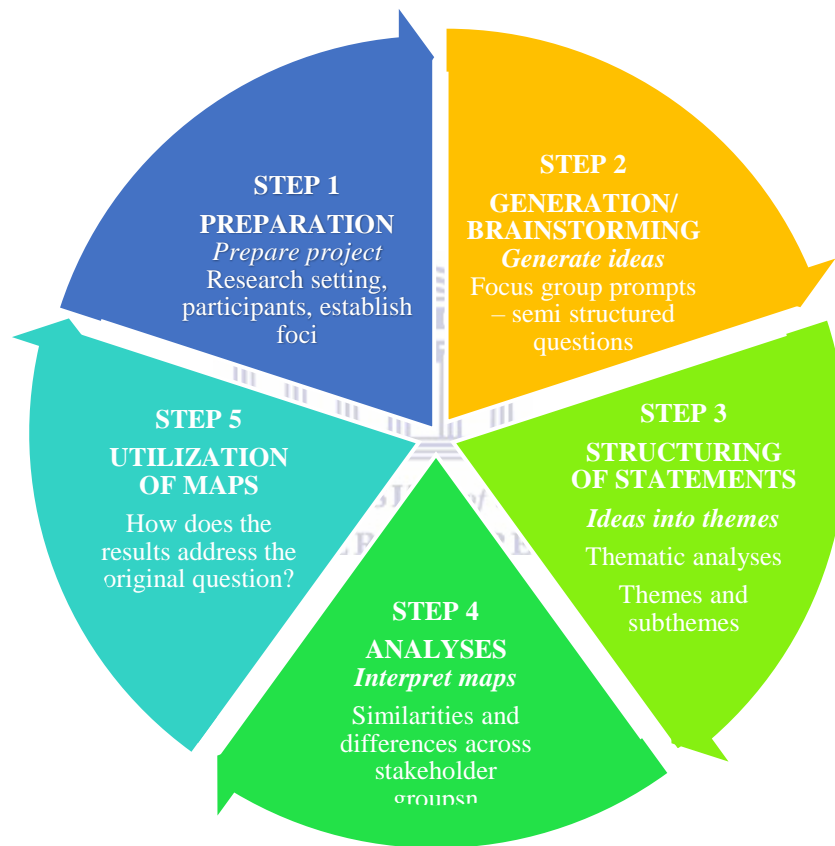 STEP 1
PREPARATION
Prepare project
Research setting,
participants, establish
foci
STEP 2
GENERATION/
BRAINSTORMING
Generate ideas
Focus group prompts
– semi structured
questions
STEP 3
STRUCTURING
OF STATEMENTS
Ideas into themes
Thematic analyses
Themes and
subthemes
STEP 4
ANALYSES
Interpret maps
Similarities and
differences across
stakeholder
groupsn
STEP 5
UTILIZATION
OF MAPS
How does the
results address the
original question?